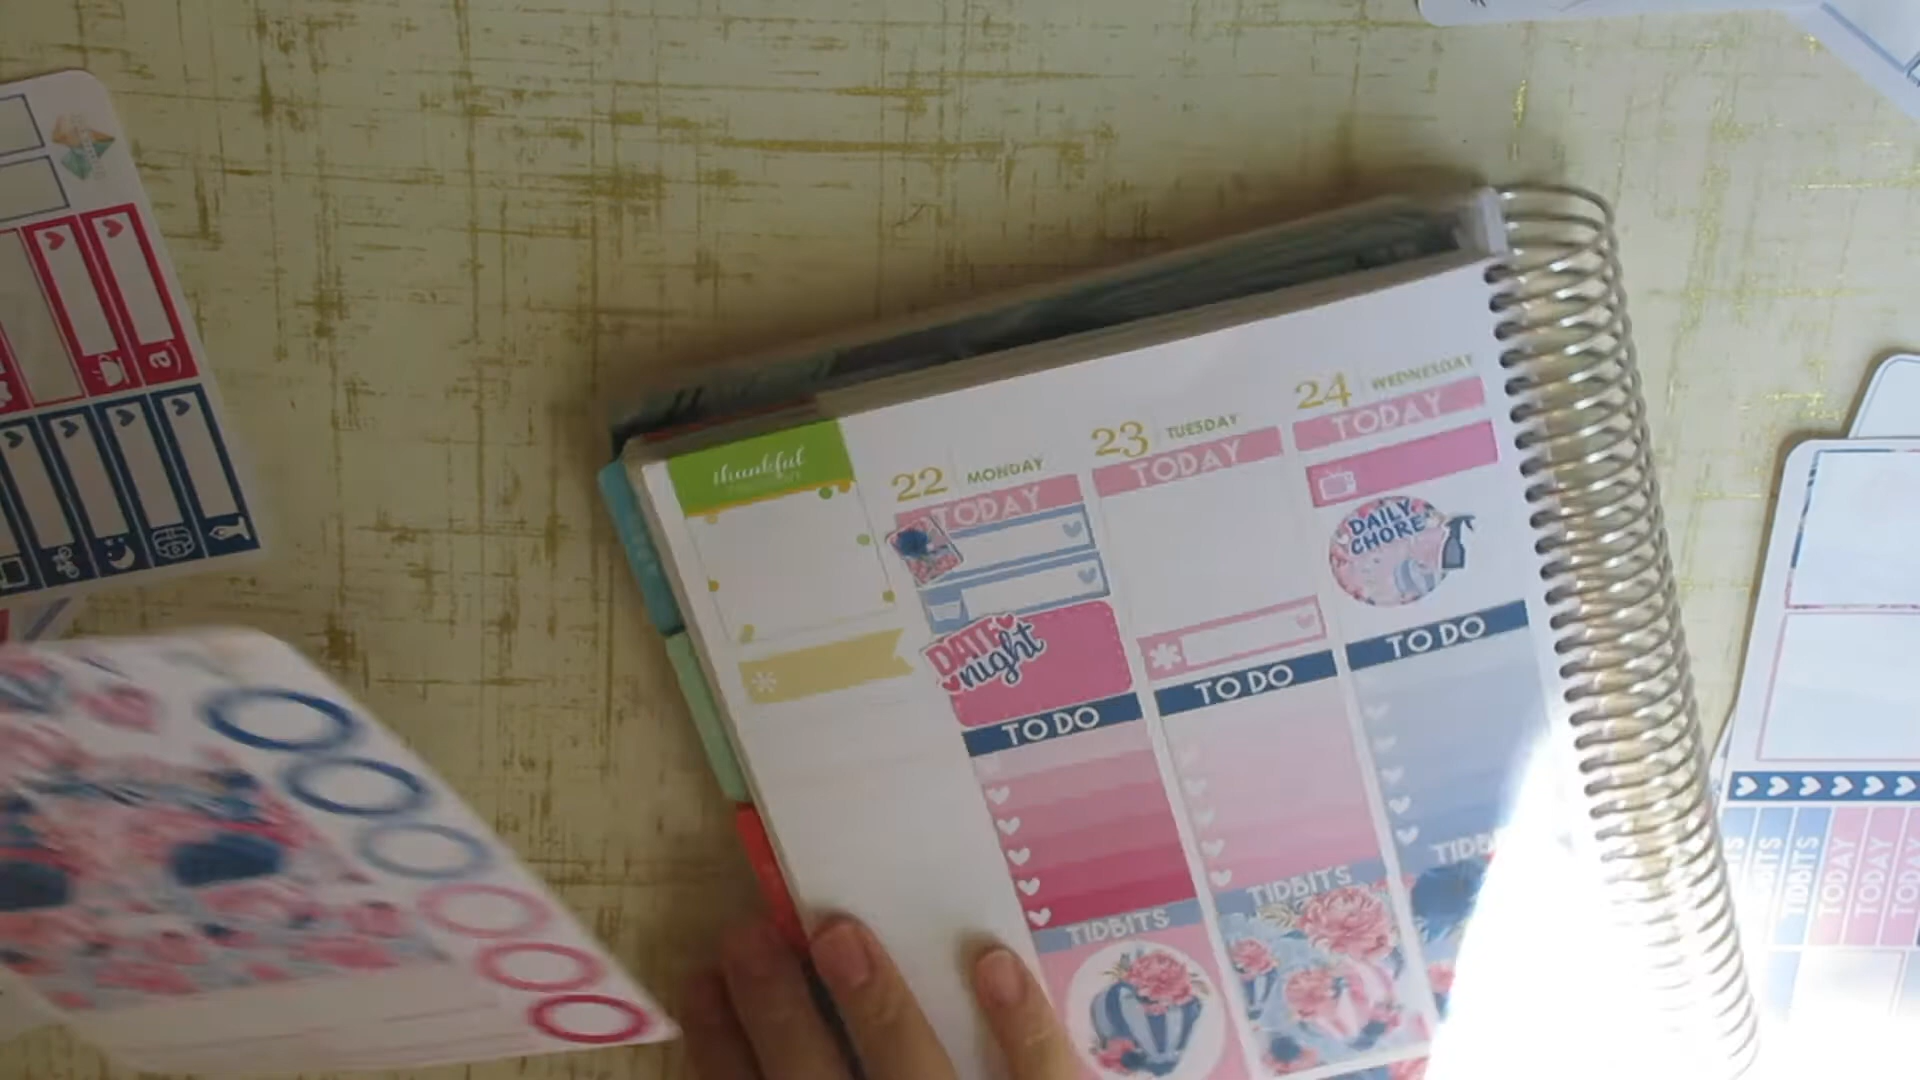 thankful
22 MONDAY
TODAY
DATE
night
TO DO
TIDBITS
23 TUESDAY
TODAY
TO DO
TIDBITS
24 WEDNESDAY
TODAY
DAILY
CHORE
TO DO
a
TIDBITS
TODAY
TODAY
TODAY